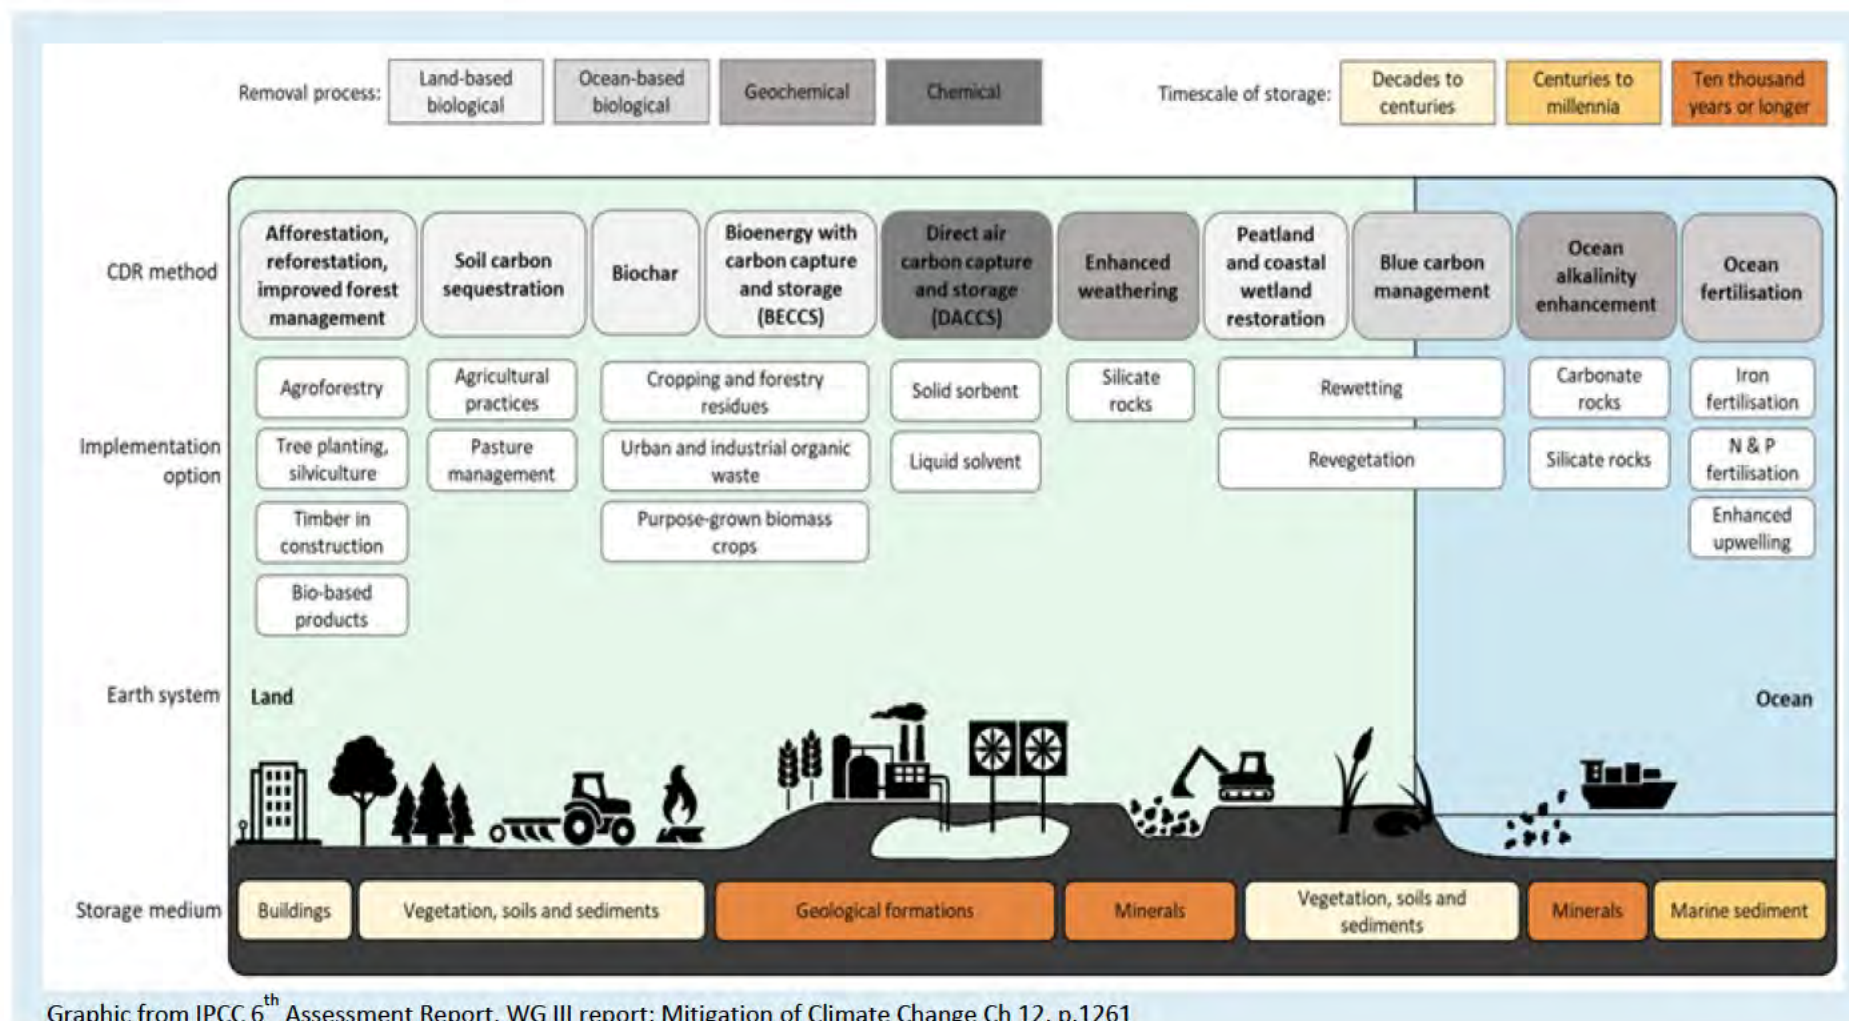 Removal process:
Land-based
biological
Ocean-based
biological
Geochemical
Chemical
Timescale of storage:
Decades to
centuries
Centuries to
millennia
Ten thousand
years or longer
CDR method
Afforestation,
reforestation,
improved forest
management
Soil carbon
sequestration
Biochar
Bioenergy with
carbon capture
and storage
(BECCS)
Direct air
carbon capture
and storage
(DACCS)
Enhanced
weathering
Peatland
and coastal
wetland
restoration
Blue carbon
management
Ocean
alkalinity
enhancement
Ocean
fertilisation
Implementation
option
Agroforestry
Tree planting,
silviculture
Timber in
construction
Bio-based
products
Agricultural
practices
Pasture
management
Cropping and forestry
residues
Urban and industrial organic
waste
Purpose-grown biomass
crops
Solid sorbent
Liquid solvent
Silicate
rocks
Rewetting
Revegetation
Carbonate
rocks
Silicate rocks
Iron
fertilisation
N & P
fertilisation
Enhanced
upwelling
Earth system
Land
Ocean
Storage medium
Buildings
Vegetation, soils and sediments
Geological formations
Minerals
Vegetation, soils and
sediments
Minerals
Marine sediment
Graphic from IPCC 6th Assessment Report, WG III report: Mitigation of Climate Change Ch 12, p.1261